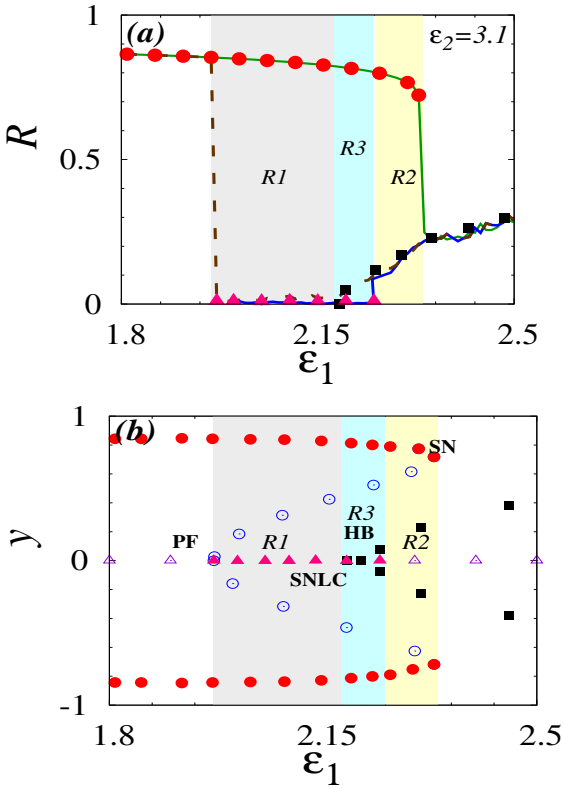 (a)
ε2=3.1
1
R
0.5
R3
R1
R2
0
1.8
2.15
2.5
ε1
1
(b)
SN
y
R3
PF
R1
HB
R2
0
SNLC
-1
1.8
2.15
2.5
ε1